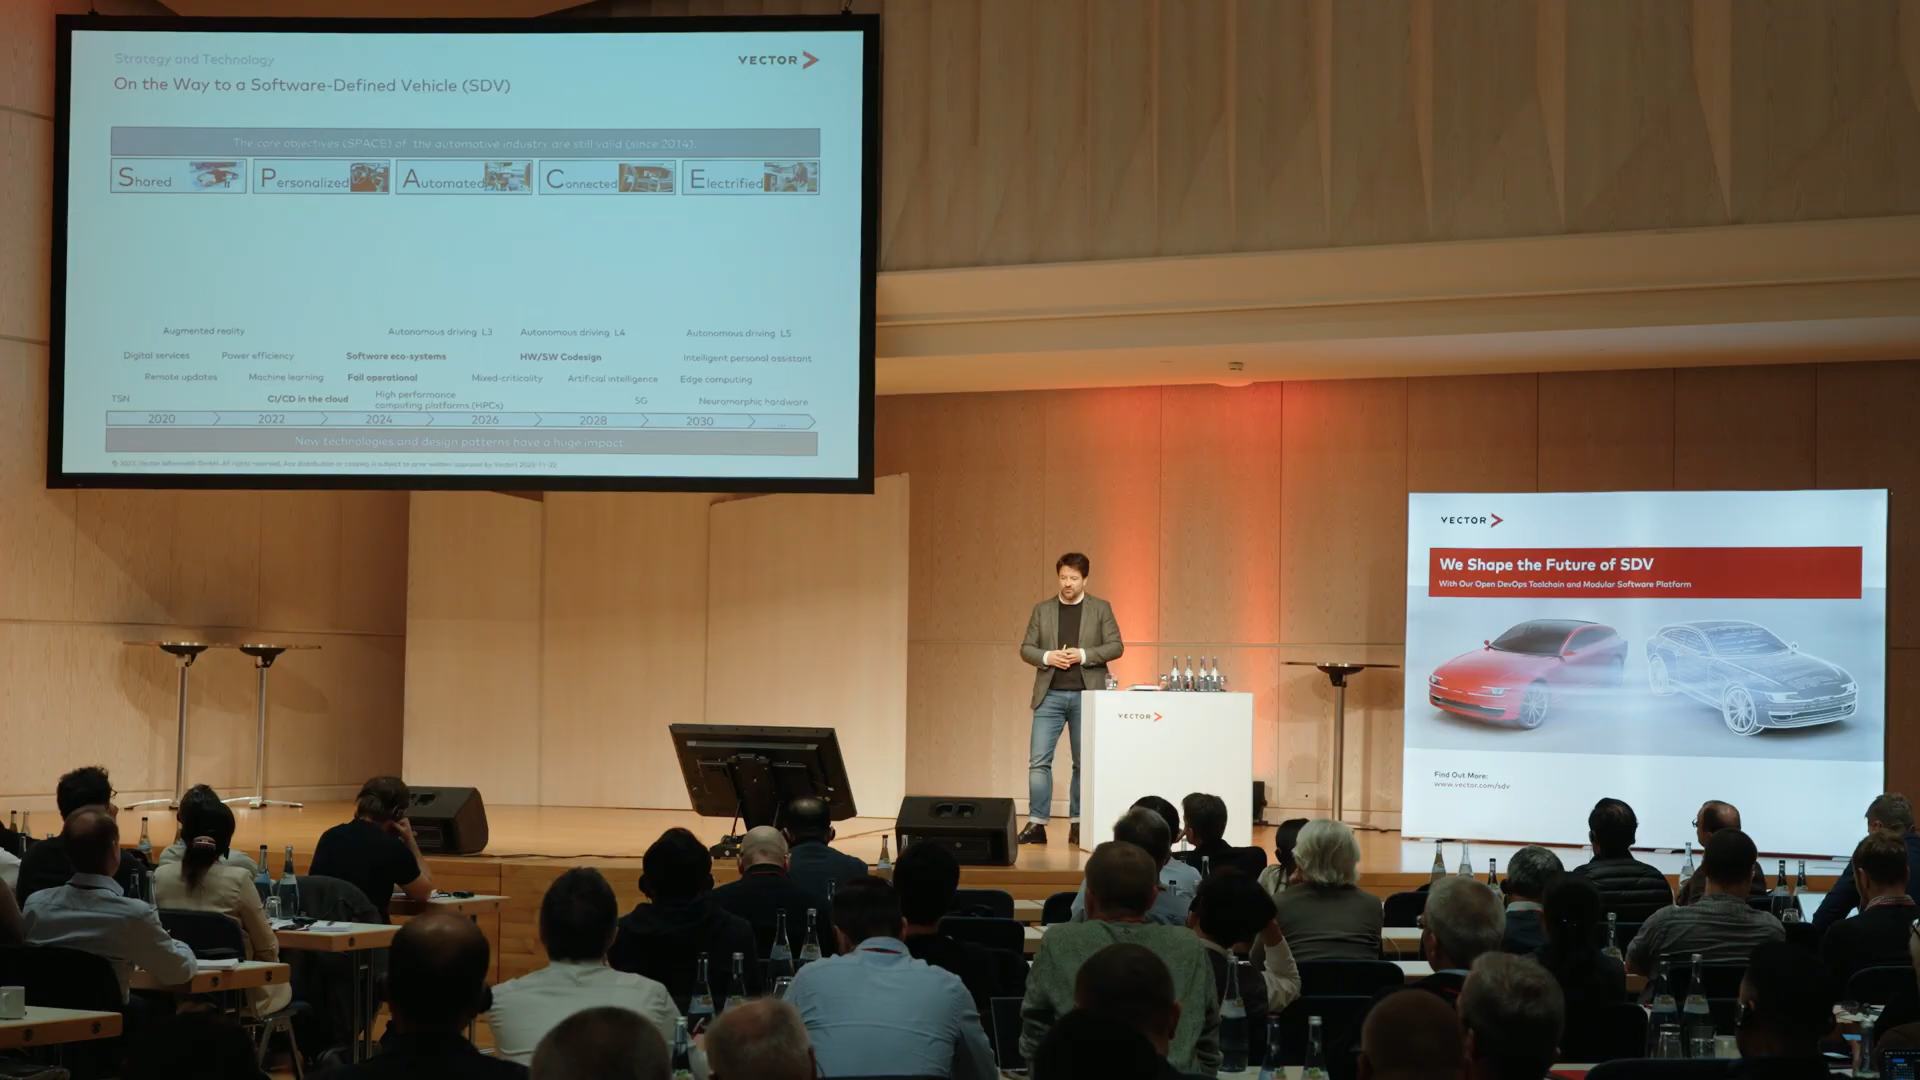 Strategy and Technology
VECTOR
On the Way to a Software-Defined Vehicle (SDV)
The core objectives (SPACE) of the automotive industry are still valid (since 2014).
Shared
Personalized
Automated
Connected
Electrified
Augmented reality
Autonomous driving L3
Autonomous driving L4
Autonomous driving L5
Digital services
Power efficiency
Software eco-systems
HW/SW Codesign
Intelligent personal assistant
Remote updates
Machine learning
Fail operational
Mixed-criticality
Artificial intelligence
Edge computing
TSN
CI/CD in the cloud
High performance
computing platforms (HPCs)
5G
Neuromorphic hardware
2020
2022
2024
2026
2028
2030
...
New technologies and design patterns have a huge impact
VECTOR
We Shape the Future of SDV
With Our Open DevOps Toolchain and Modular Software Platform
Find Out More:
www.vector.com/sdv
VECTOR